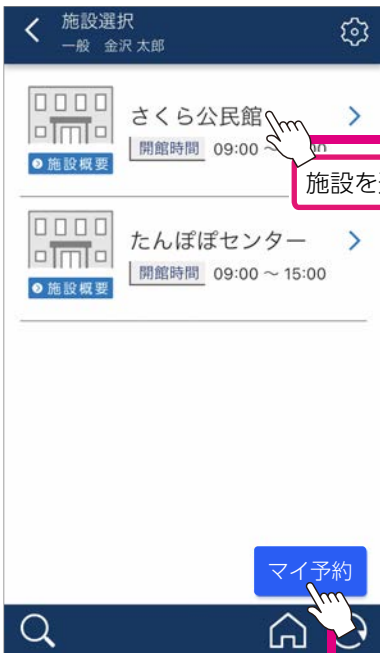 施設選択
一般 金沢 太郎
さくら公民館
開館時間 09:00 ～
施設概要
施設を
たんぽぽセンター
開館時間 09:00 ～ 15:00
施設概要
マイ予約